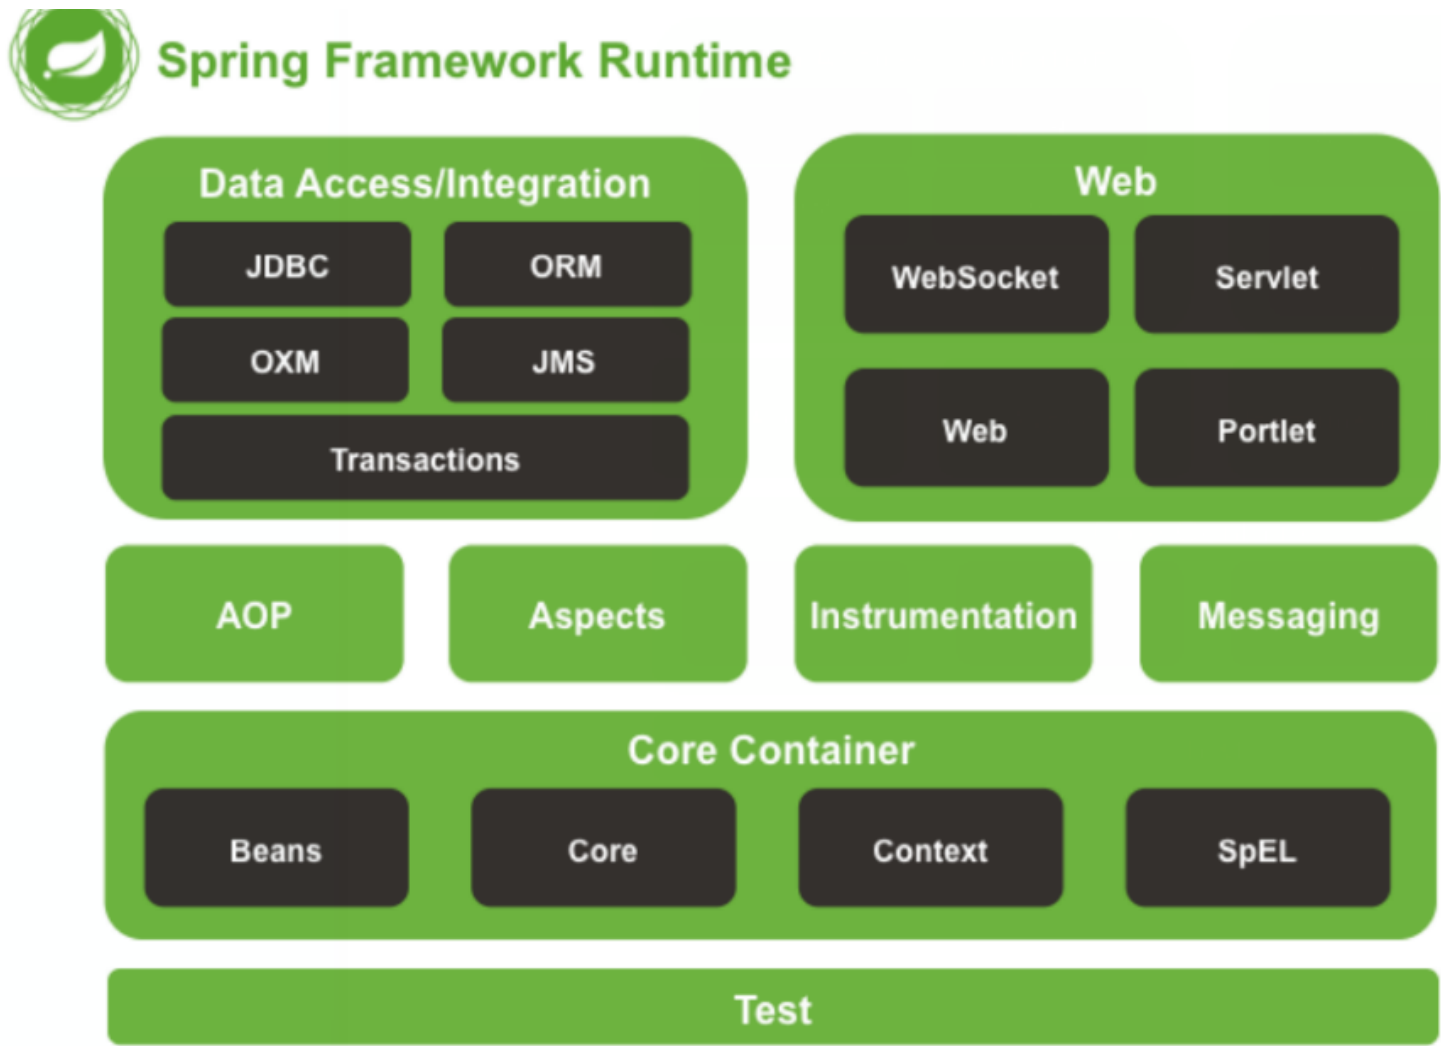 Spring Framework Runtime
Data Access/Integration
JDBC
ORM
OXM
JMS
Transactions
Web
WebSocket
Servlet
Web
Portlet
AOP
Aspects
Instrumentation
Messaging
Core Container
Beans
Core
Context
SpEL
Test